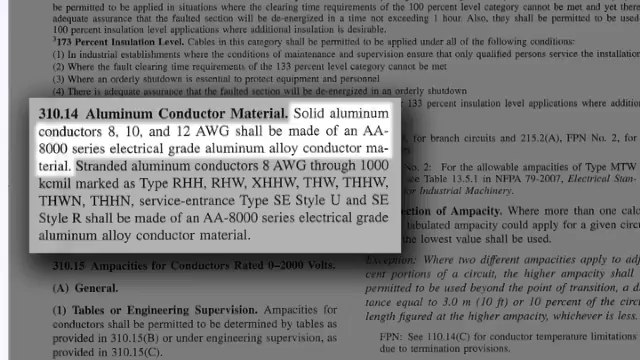 be permitted to be applied in situations where the clearing time requirements of the 100 percent level category cannot be met and yet there
adequate assurance that the faulted section will be de-energized in a time not exceeding 1 hour. Also, they shall be permitted to be used
100 percent insulation level applications where additional insulation is desirable.
³173 Percent Insulation Level. Cables in this category shall be permitted to be applied under all of the following conditions:
(1) In industrial establishments where the conditions of maintenance and supervision ensure that only qualified persons service the installation
(2) Where the fault clearing time requirements of the 133 percent level category cannot be met
(3) Where an orderly shutdown is essential to protect equipment and personnel
(4) There is adequate assurance that the faulted section will be de-energized in an orderly shutdown
133 percent insulation level applications where addition
310.14 Aluminum Conductor Material. Solid aluminum
conductors 8, 10, and 12 AWG shall be made of an AA-
8000 series electrical grade aluminum alloy conductor ma-
terial. Stranded aluminum conductors 8 AWG through 1000
kcmil marked as Type RHH, RHW, XHHW, THW, THHW,
THWN, THHN, service-entrance Type SE Style U and SE
Style R shall be made of an AA-8000 series electrical grade
aluminum alloy conductor material.
310.15 Ampacities for Conductors Rated 0–2000 Volts.
(A) General.
(1) Tables or Engineering Supervision. Ampacities for
conductors shall be permitted to be determined by tables as
provided in 310.15(B) or under engineering supervision, as
provided in 310.15(C).
, for branch circuits and 215.2(A), FPN No. 2, for
No. 2: For the allowable ampacities of Type MTW
see Table 13.5.1 in NFPA 79-2007, Electrical Stan-
or Industrial Machinery.
ction of Ampacity. Where more than one calc
tabulated ampacity could apply for a given circu
the lowest value shall be used.
Exception: Where two different ampacities apply to adj
cent portions of a circuit, the higher ampacity shall
permitted to be used beyond the point of transition, a di
tance equal to 3.0 m (10 ft) or 10 percent of the circu
length figured at the higher ampacity, whichever is less.
FPN: See 110.14(C) for conductor temperature limitations
due to termination provisions.